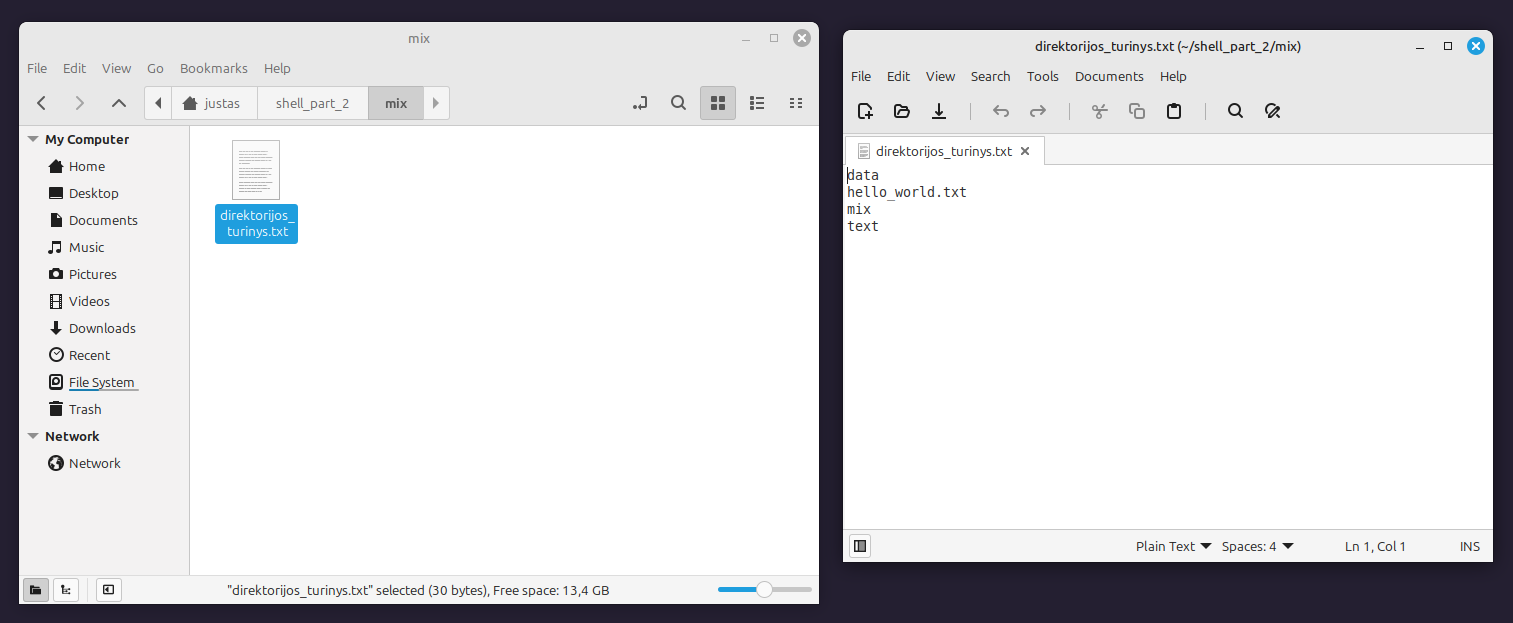 mix
File Edit View Go Bookmarks Help
justas shell_part_2 mix
My Computer
Home
Desktop
Documents
Music
Pictures
Videos
Downloads
Recent
File System
Trash
Network
Network
direktorijos_
turinys.txt
"direktorijos_turinys.txt" selected (30 bytes), Free space: 13,4 GB
direktorijos_turinys.txt (~/shell_part_2/mix)
File Edit View Search Tools Documents Help
direktorijos_turinys.txt
data
hello_world.txt
mix
text
Plain Text Spaces: 4 Ln 1, Col 1 INS